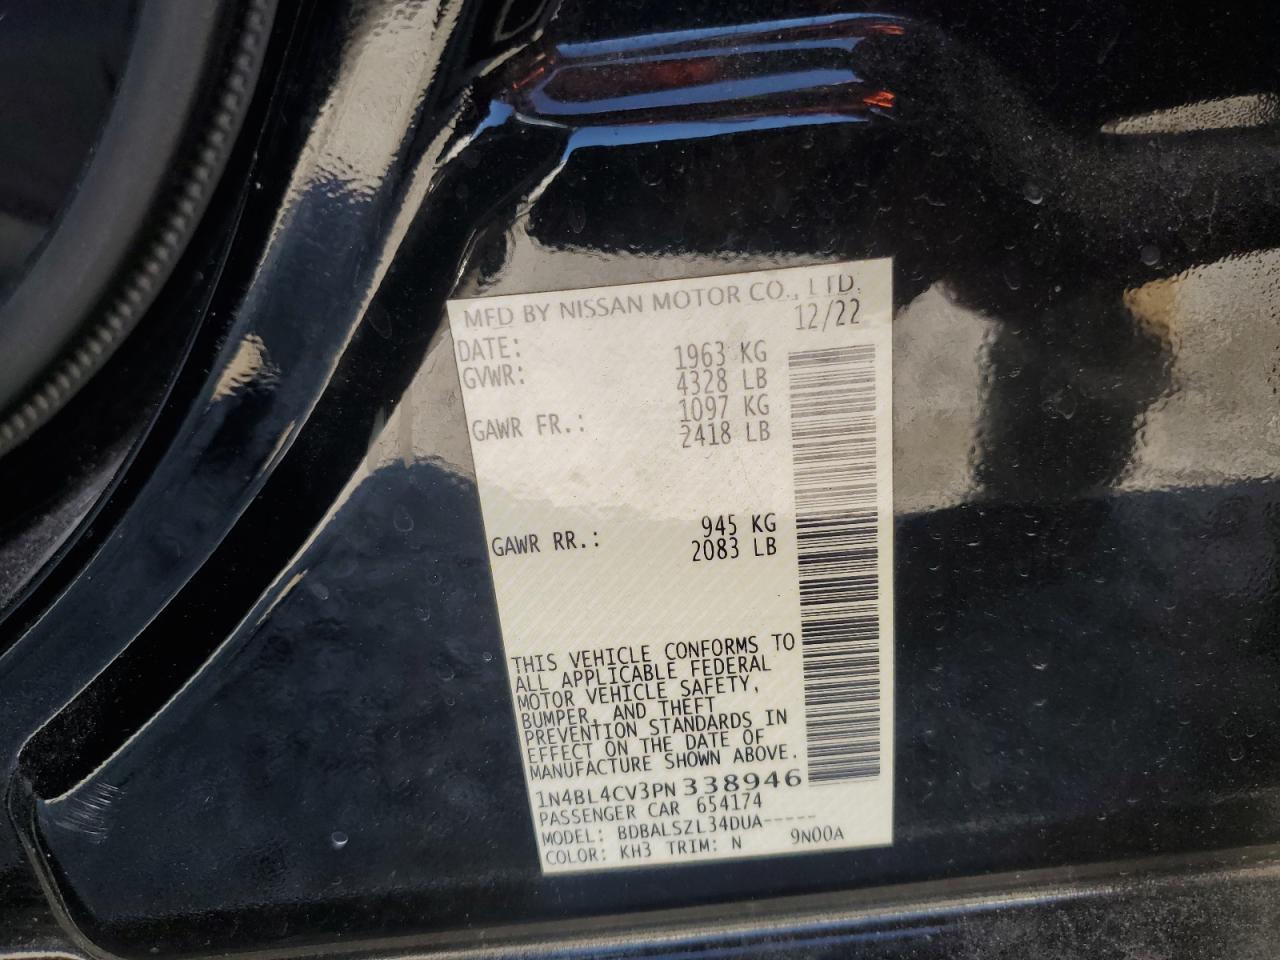 MFD BY NISSAN MOTOR CO., LTD.
DATE: 12/22
GVWR: 1963 KG
4328 LB
GAWR FR.: 1097 KG
2418 LB
GAWR RR.: 945 KG
2083 LB
THIS VEHICLE CONFORMS TO
ALL APPLICABLE FEDERAL
MOTOR VEHICLE SAFETY,
BUMPER, AND THEFT
PREVENTION STANDARDS IN
EFFECT ON THE DATE OF
MANUFACTURE SHOWN ABOVE.
1N4BL4CV3PN338946
PASSENGER CAR 654174
MODEL: BDBALSZL34DUA-----
COLOR: KH3 TRIM: N 9N00A